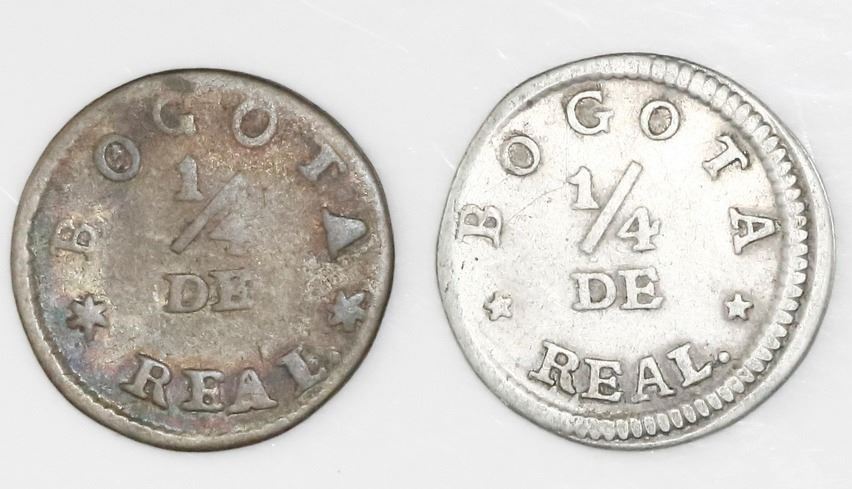 BOGOTA
1/4
DE
REAL.
BOGOTA
1/4
DE
REAL.